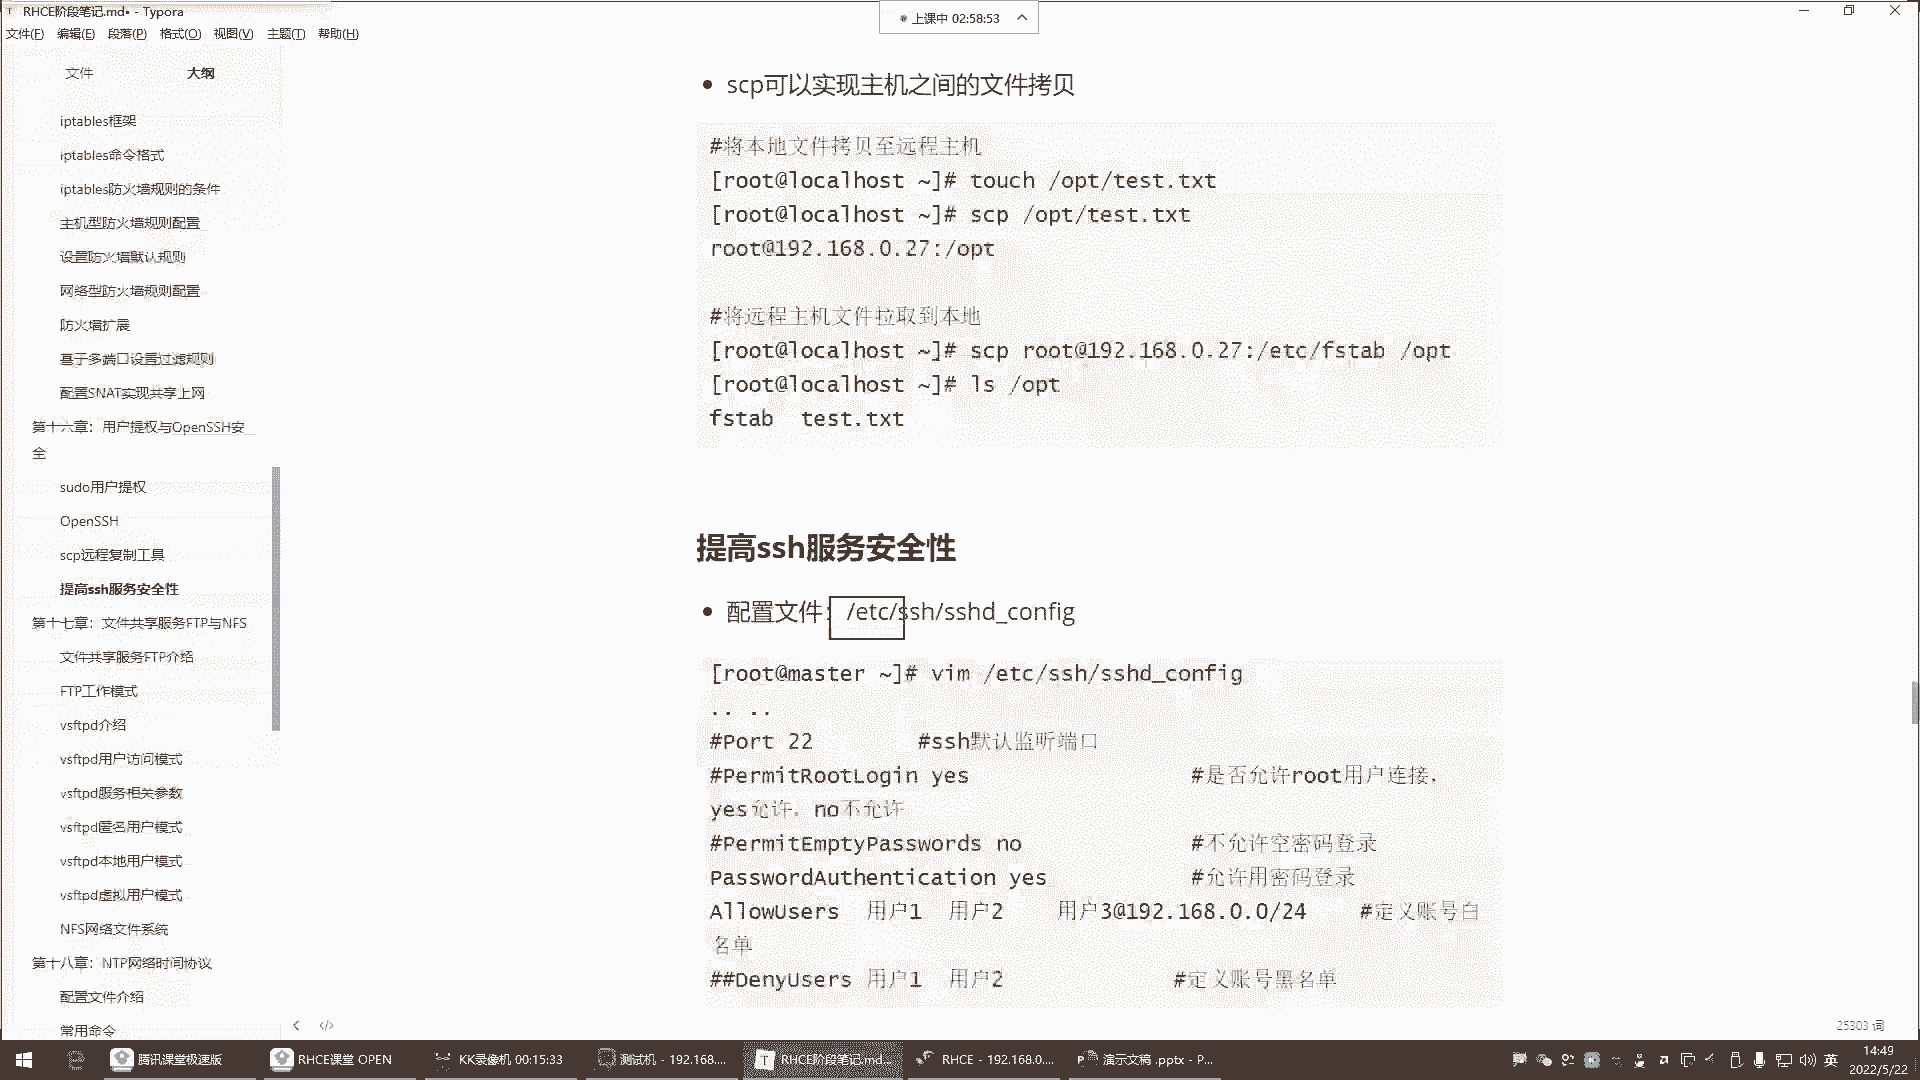 RHCE阶段笔记.md• - Typora
上课中 02:58:53
文件(F) 编辑(E) 段落(P) 格式(O) 视图(V) 主题(T) 帮助(H)
文件 大纲
iptables框架
iptables命令格式
iptables防火墙规则的条件
主机型防火墙规则配置
设置防火墙默认规则
网络型防火墙规则配置
防火墙扩展
基于多端口设置过滤规则
配置SNAT实现共享上网
第十六章：用户提权与OpenSSH安
全
sudo用户提权
OpenSSH
scp远程复制工具
提高ssh服务安全性
第十七章：文件共享服务FTP与NFS
文件共享服务FTP介绍
FTP工作模式
vsftpd介绍
vsftpd用户访问模式
vsftpd服务相关参数
vsftpd匿名用户模式
vsftpd本地用户模式
vsftpd虚拟用户模式
NFS网络文件系统
第十八章：NTP网络时间协议
配置文件介绍
常用命令
• scp可以实现主机之间的文件拷贝
#将本地文件拷贝至远程主机
[root@localhost ~]# touch /opt/test.txt
[root@localhost ~]# scp /opt/test.txt
root@192.168.0.27:/opt
#将远程主机文件拉取到本地
[root@localhost ~]# scp root@192.168.0.27:/etc/fstab /opt
[root@localhost ~]# ls /opt
fstab test.txt
提高ssh服务安全性
• 配置文件：/etc/ssh/sshd_config
[root@master ~]# vim /etc/ssh/sshd_config
.. ..
#Port 22 #ssh默认监听端口
#PermitRootLogin yes #是否允许root用户连接，
yes允许，no不允许
#PermitEmptyPasswords no #不允许空密码登录
PasswordAuthentication yes #允许用密码登录
AllowUsers 用户1 用户2 用户3@192.168.0.0/24 #定义账号白
名单
##DenyUsers 用户1 用户2 #定义账号黑名单
25303 词
腾讯课堂极速版 RHCE课堂 OPEN KK录像机 00:15:33 测试机 - 192.168.... RHCE阶段笔记.md... RHCE - 192.168.0.... 演示文稿 .pptx - P... 英 14:49
2022/5/22